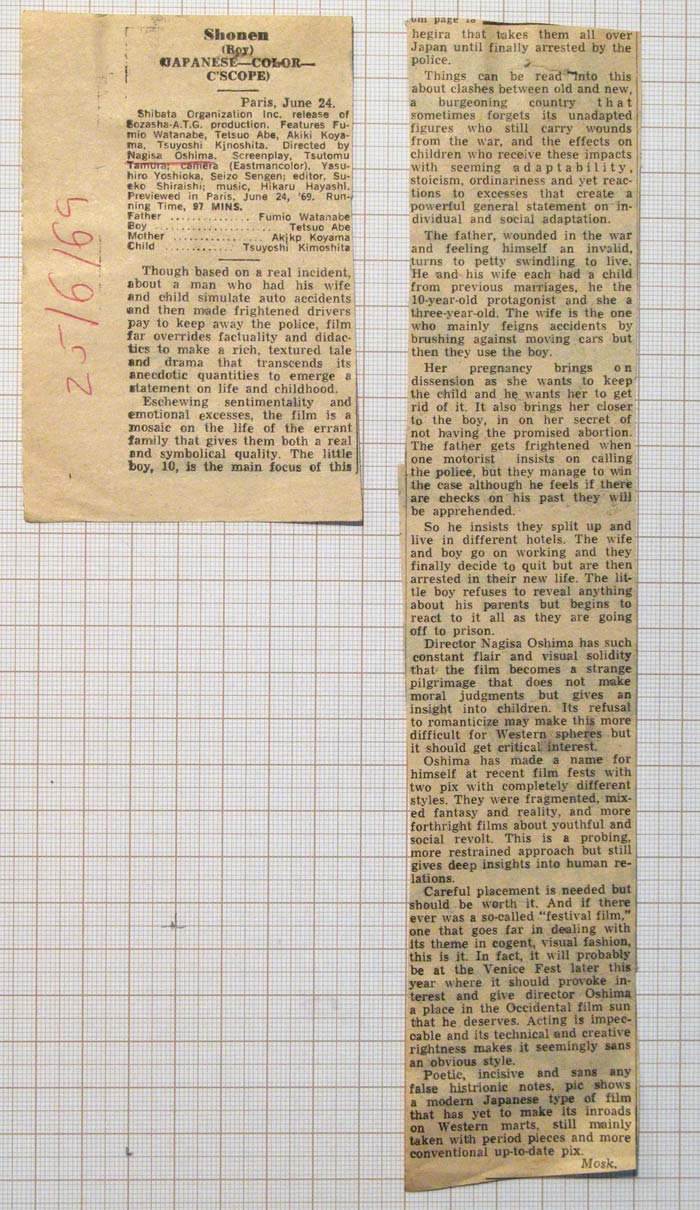 Shonen
(Boy)
(JAPANESE—COLOR—
C'SCOPE)
Paris, June 24.
Shibata Organization Inc. release of
Sozasha-A.T.G. production. Features Fu-
mio Watanabe, Tetsuo Abe, Akiki Koya-
ma, Tsuyoshi Kjnoshita. Directed by
Nagisa Oshima. Screenplay, Tsutomu
Tamura; camera (Eastmancolor), Yasu-
hiro Yoshioka, Seizo Sengen; editor, Su-
eko Shiraishi; music, Hikaru Hayashi.
Previewed in Paris, June 24, '69. Run-
ning Time, 97 MINS.
Father .............. Fumio Watanabe
Boy ..................... Tetsuo Abe
Mother .............. Akjkp Koyama
Child ............ Tsuyoshi Kimoshita
Though based on a real incident,
about a man who had his wife
and child simulate auto accidents
and then made frightened drivers
pay to keep away the police, film
far overrides factuality and didac-
tics to make a rich, textured tale
and drama that transcends its
anecdotic quantities to emerge a
statement on life and childhood.
Eschewing sentimentality and
emotional excesses, the film is a
mosaic on the life of the errant
family that gives them both a real
and symbolical quality. The little
boy, 10, is the main focus of this
25/6/69
om page 18
hegira that takes them all over
Japan until finally arrested by the
police.
Things can be read into this
about clashes between old and new,
a burgeoning country that
sometimes forgets its unadapted
figures who still carry wounds
from the war, and the effects on
children who receive these impacts
with seeming adaptability,
stoicism, ordinariness and yet reac-
tions to excesses that create a
powerful general statement on in-
dividual and social adaptation.
The father, wounded in the war
and feeling himself an invalid,
turns to petty swindling to live.
He and his wife each had a child
from previous marriages, he the
10-year-old protagonist and she a
three-year-old. The wife is the one
who mainly feigns accidents by
brushing against moving cars but
then they use the boy.
Her pregnancy brings on
dissension as she wants to keep
the child and he wants her to get
rid of it. It also brings her closer
to the boy, in on her secret of
not having the promised abortion.
The father gets frightened when
one motorist insists on calling
the police, but they manage to win
the case although he feels if there
are checks on his past they will
be apprehended.
So he insists they split up and
live in different hotels. The wife
and boy go on working and they
finally decide to quit but are then
arrested in their new life. The lit-
tle boy refuses to reveal anything
about his parents but begins to
react to it all as they are going
off to prison.
Director Nagisa Oshima has such
constant flair and visual solidity
that the film becomes a strange
pilgrimage that does not make
moral judgments but gives an
insight into children. Its refusal
to romanticize may make this more
difficult for Western spheres but
it should get critical interest.
Oshima has made a name for
himself at recent film fests with
two pix with completely different
styles. They were fragmented, mix-
ed fantasy and reality, and more
forthright films about youthful and
social revolt. This is a probing,
more restrained approach but still
gives deep insights into human re-
lations.
Careful placement is needed but
should be worth it. And if there
ever was a so-called "festival film,"
one that goes far in dealing with
its theme in cogent, visual fashion,
this is it. In fact, it will probably
be at the Venice Fest later this
year where it should provoke in-
terest and give director Oshima
a place in the Occidental film sun
that he deserves. Acting is impec-
cable and its technical and creative
rightness makes it seemingly sans
an obvious style.
Poetic, incisive and sans any
false histrionic notes, pic shows
a modern Japanese type of film
that has yet to make its inroads
on Western marts, still mainly
taken with period pieces and more
conventional up-to-date pix.
Mosk.